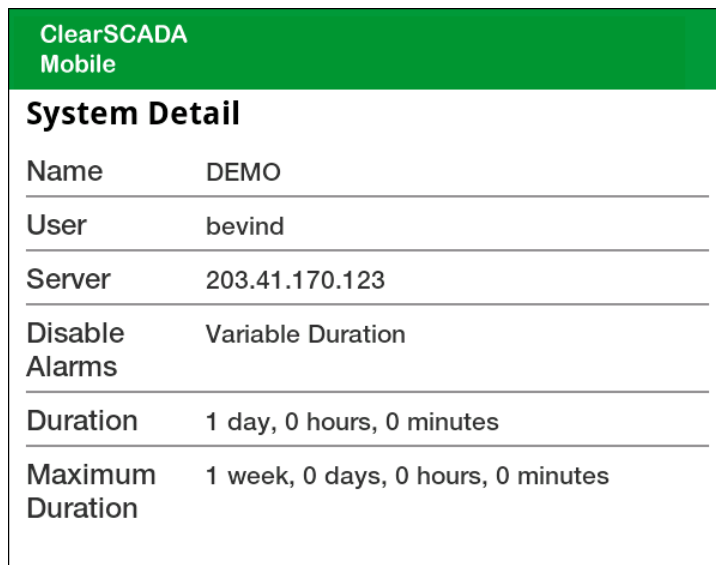 ClearSCADA
Mobile
System Detail
Name DEMO
User bevind
Server 203.41.170.123
Disable Variable Duration
Alarms
Duration 1 day, 0 hours, 0 minutes
Maximum 1 week, 0 days, 0 hours, 0 minutes
Duration